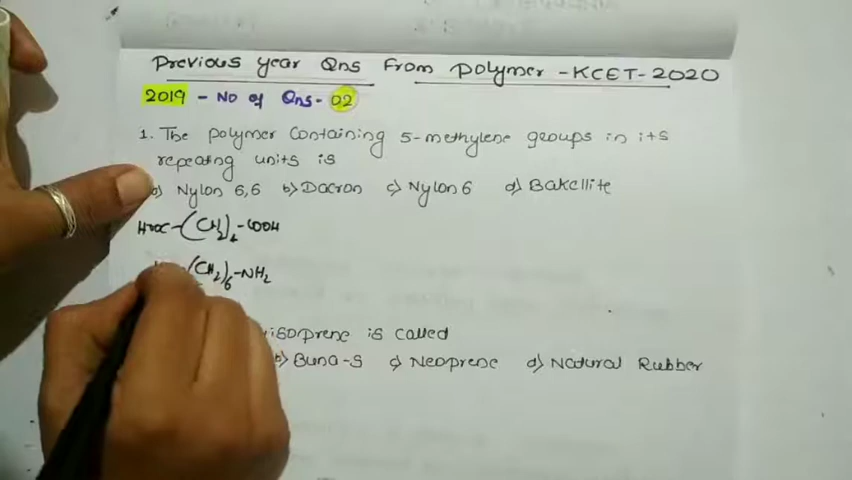 Previous year Qns From polymer - KCET - 2020
2019 - NO of Qns - 02
1. The polymer containing 5-methylene groups in its
repeating units is
a) Nylon 6,6 b) Dacron c) Nylon 6 d) Bakelite
HOOC-(CH2)4-COOH
(CH2)6-NH2
isoprene is called
b) Buna-S c) Neoprene d) Natural Rubber